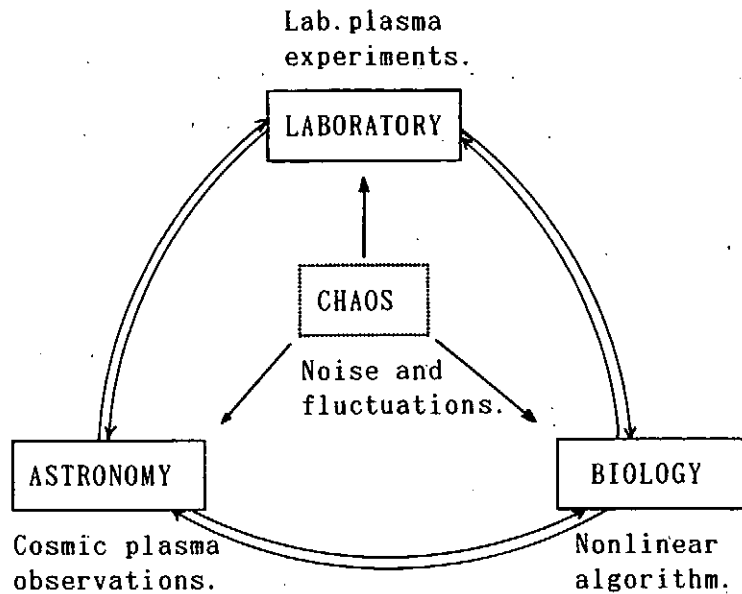 Lab. plasma
experiments.
LABORATORY
CHAOS
Noise and
fluctuations.
ASTRONOMY
BIOLOGY
Cosmic plasma
observations.
Nonlinear
algorithm.